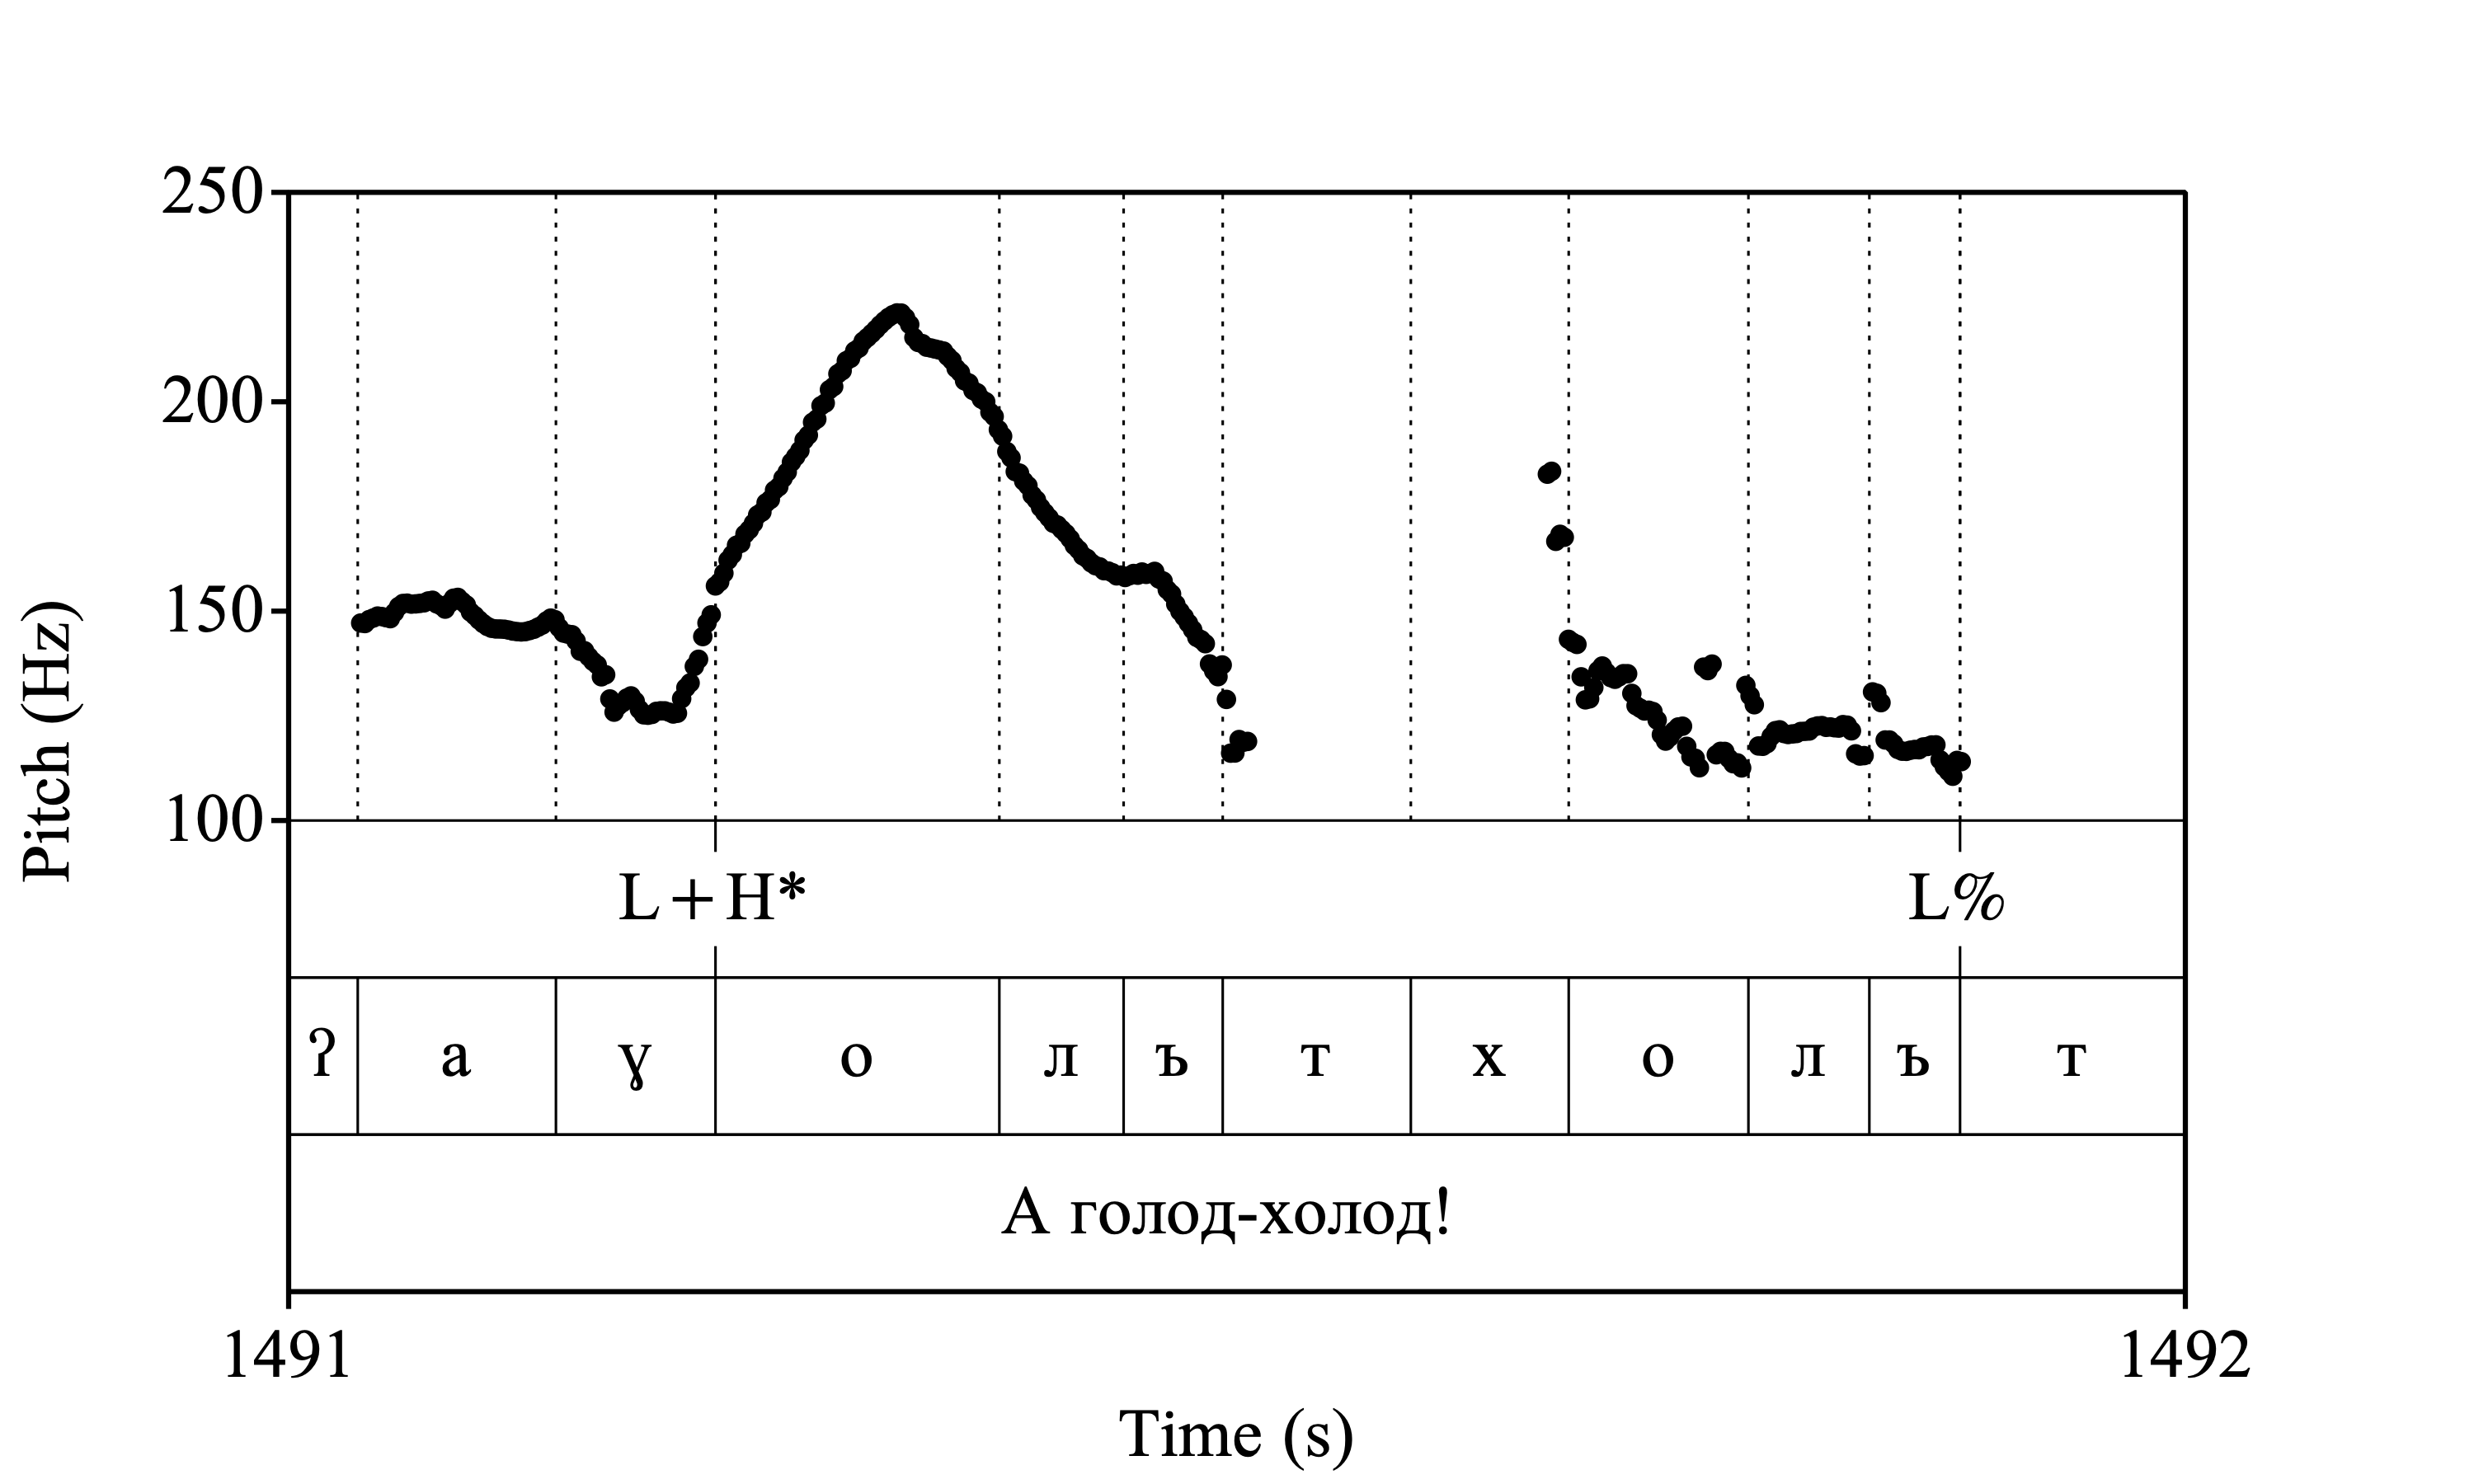 250
200
150
100
Pitch (Hz)
L+H* L%
ʔ а ɣ о л ъ т х о л ъ т
А голод-холод!
1491 1492
Time (s)